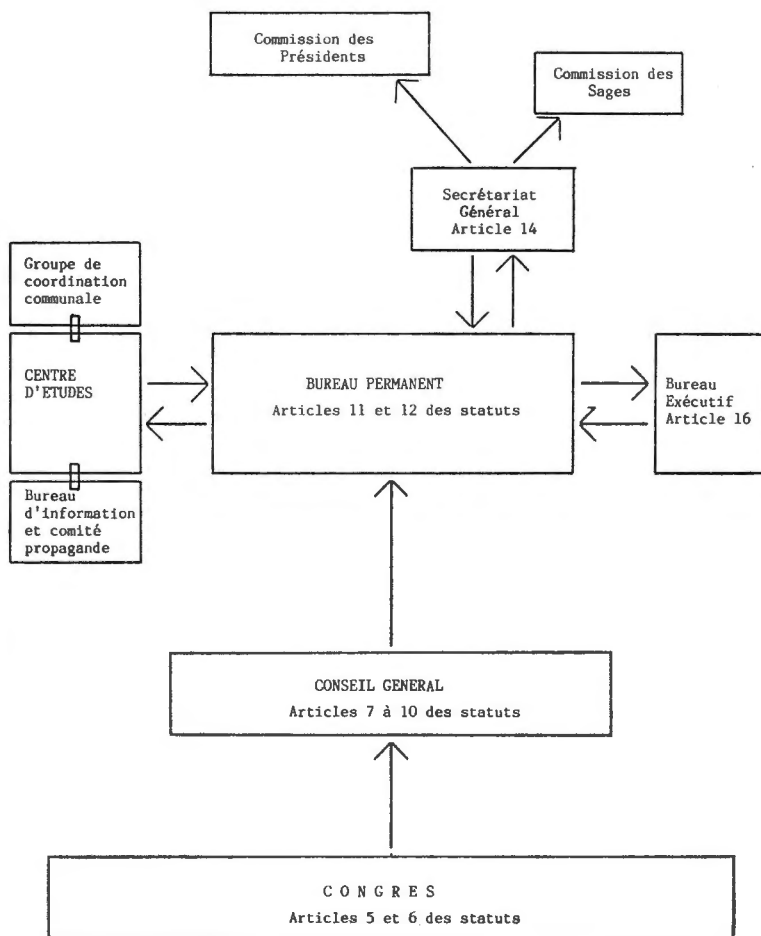 Commission des
Présidents
Commission des
Sages
Secrétariat
Général
Article 14
Groupe de
coordination
communale
CENTRE
D'ETUDES
BUREAU PERMANENT
Articles 11 et 12 des statuts
Bureau
Exécutif
Article 16
Bureau
d'information
et comité
propagande
CONSEIL GENERAL
Articles 7 à 10 des statuts
CONGRES
Articles 5 et 6 des statuts